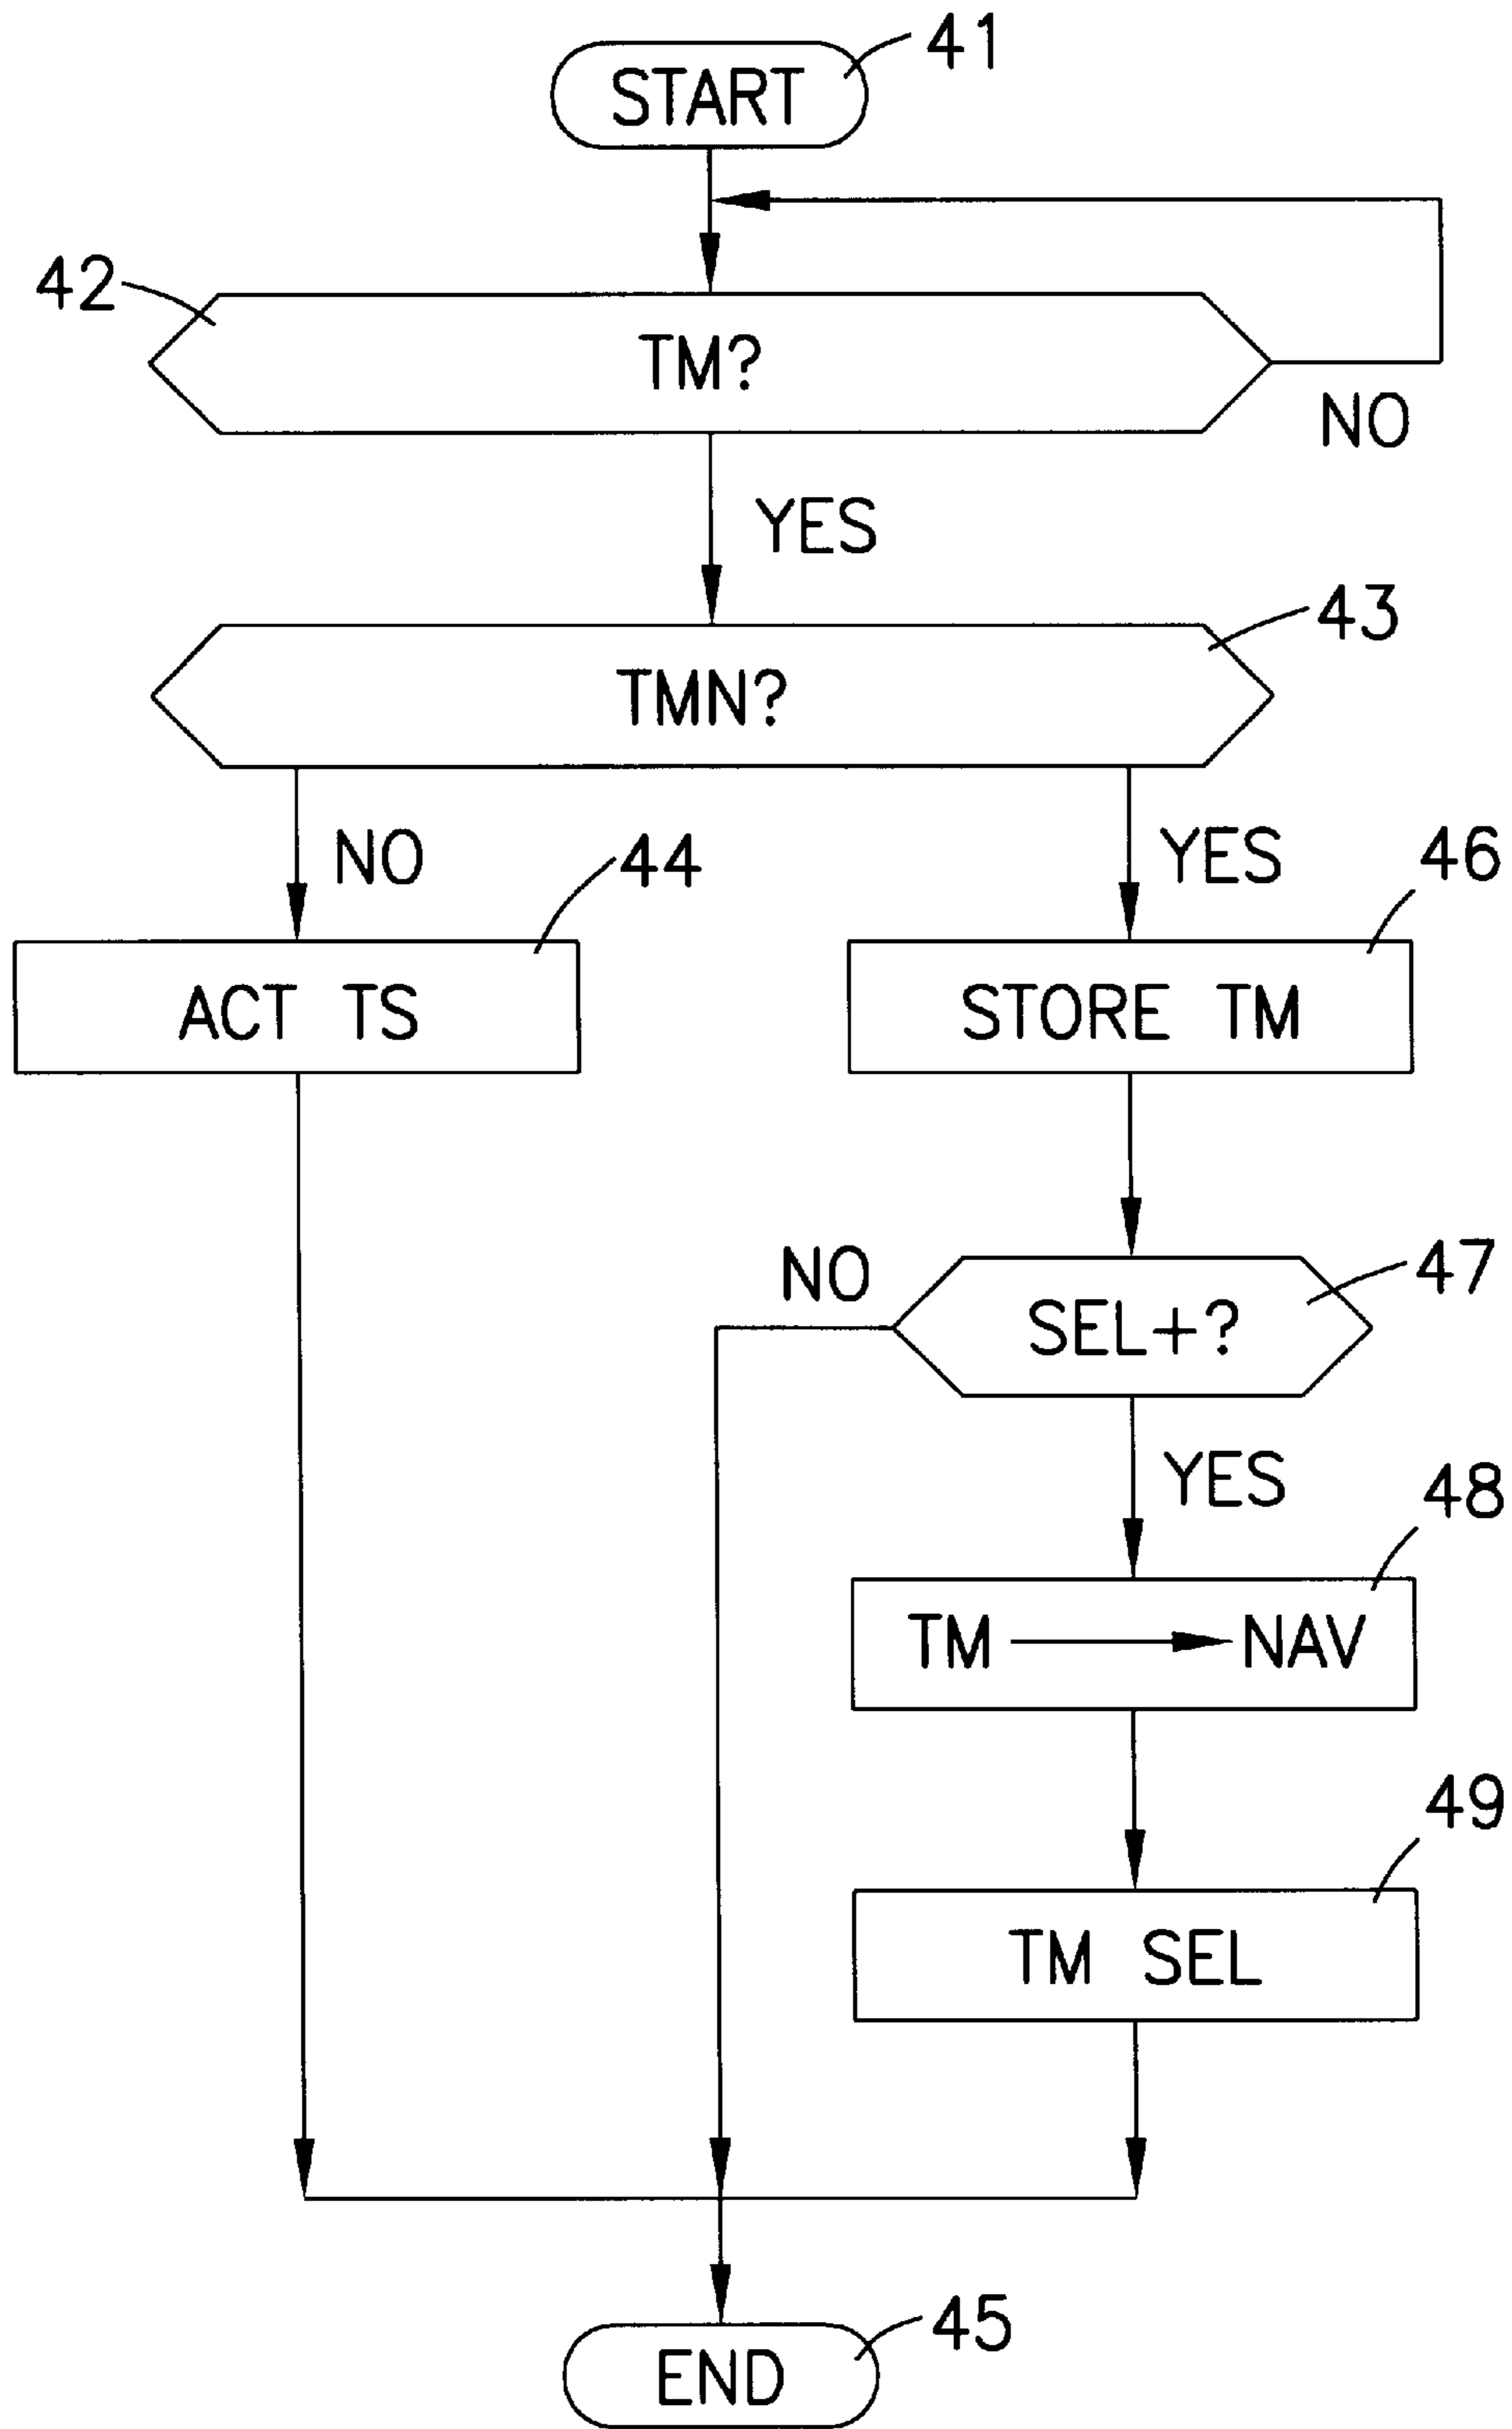 START
41
42
TM?
NO
YES
43
TMN?
NO
44
YES
46
ACT TS
STORE TM
NO
47
SEL+?
YES
48
TM → NAV
49
TM SEL
45
END